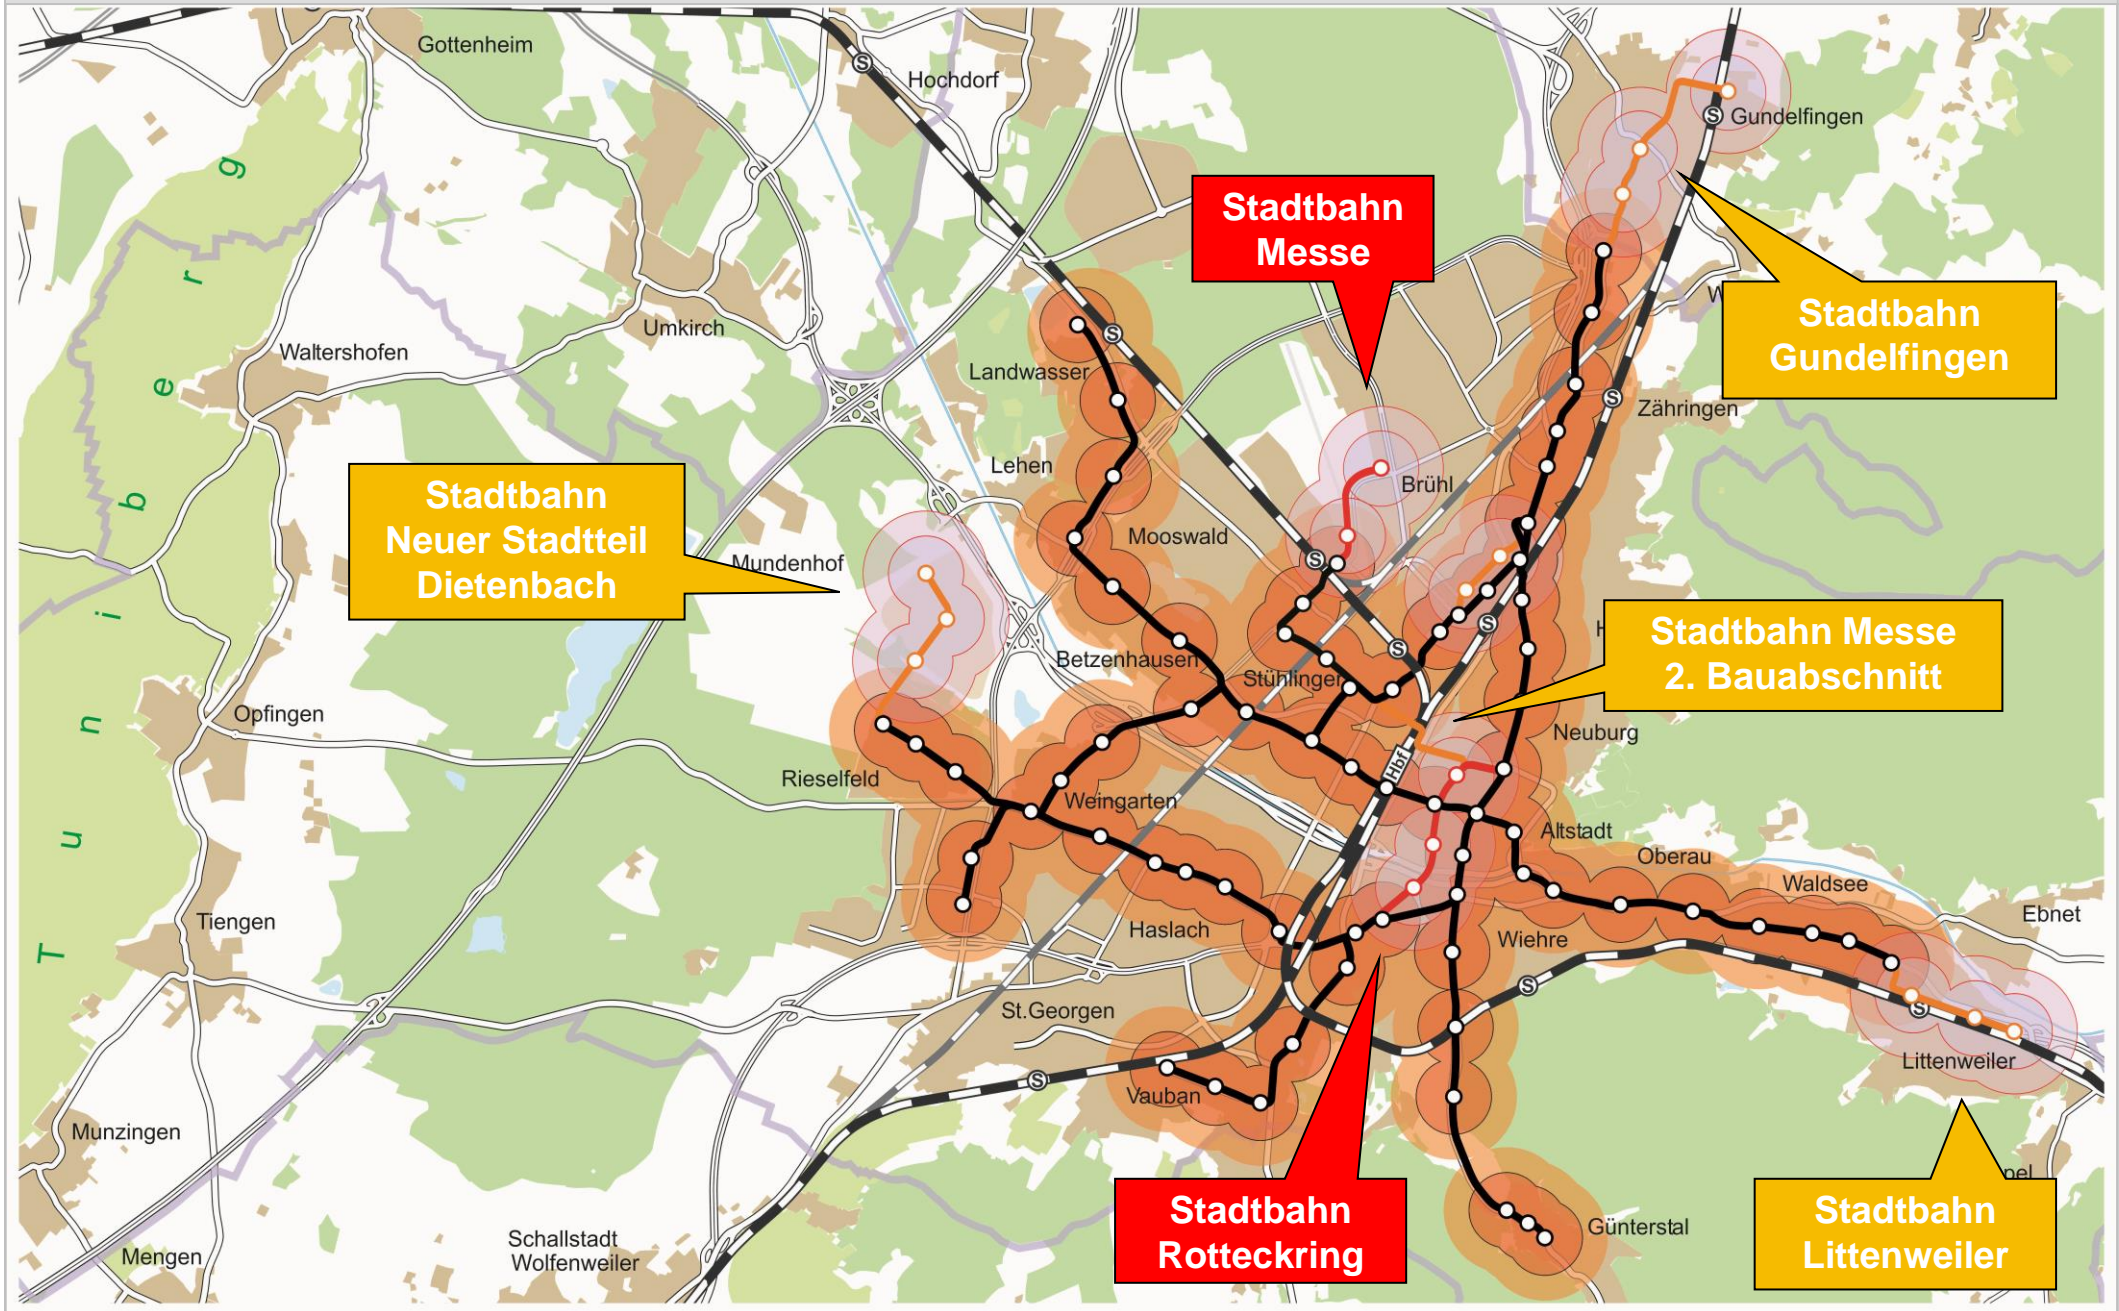 Gottenheim
Hochdorf
S
Gundelfingen
S
Stadtbahn
Messe
Stadtbahn
Gundelfingen
W
Umkirch
Waltershofen
Landwasser
S
S
Zähringen
Lehen
Brühl
Stadtbahn
Neuer Stadtteil
Dietenbach
Mundenhof
Mooswald
S
S
S
H
Stadtbahn Messe
2. Bauabschnitt
Betzenhausen
Stühlinger
Opfingen
Neuburg
Hbf
Rieselfeld
Weingarten
Altstadt
Oberau
Waldsee
Ebnet
Tiengen
Haslach
Wiehre
S
S
St.Georgen
Littenweiler
S
Vauban
Munzingen
pel
Stadtbahn
Rotteckring
Stadtbahn
Littenweiler
Günterstal
Schallstadt
Wolfenweiler
Mengen
T u n i b e r g